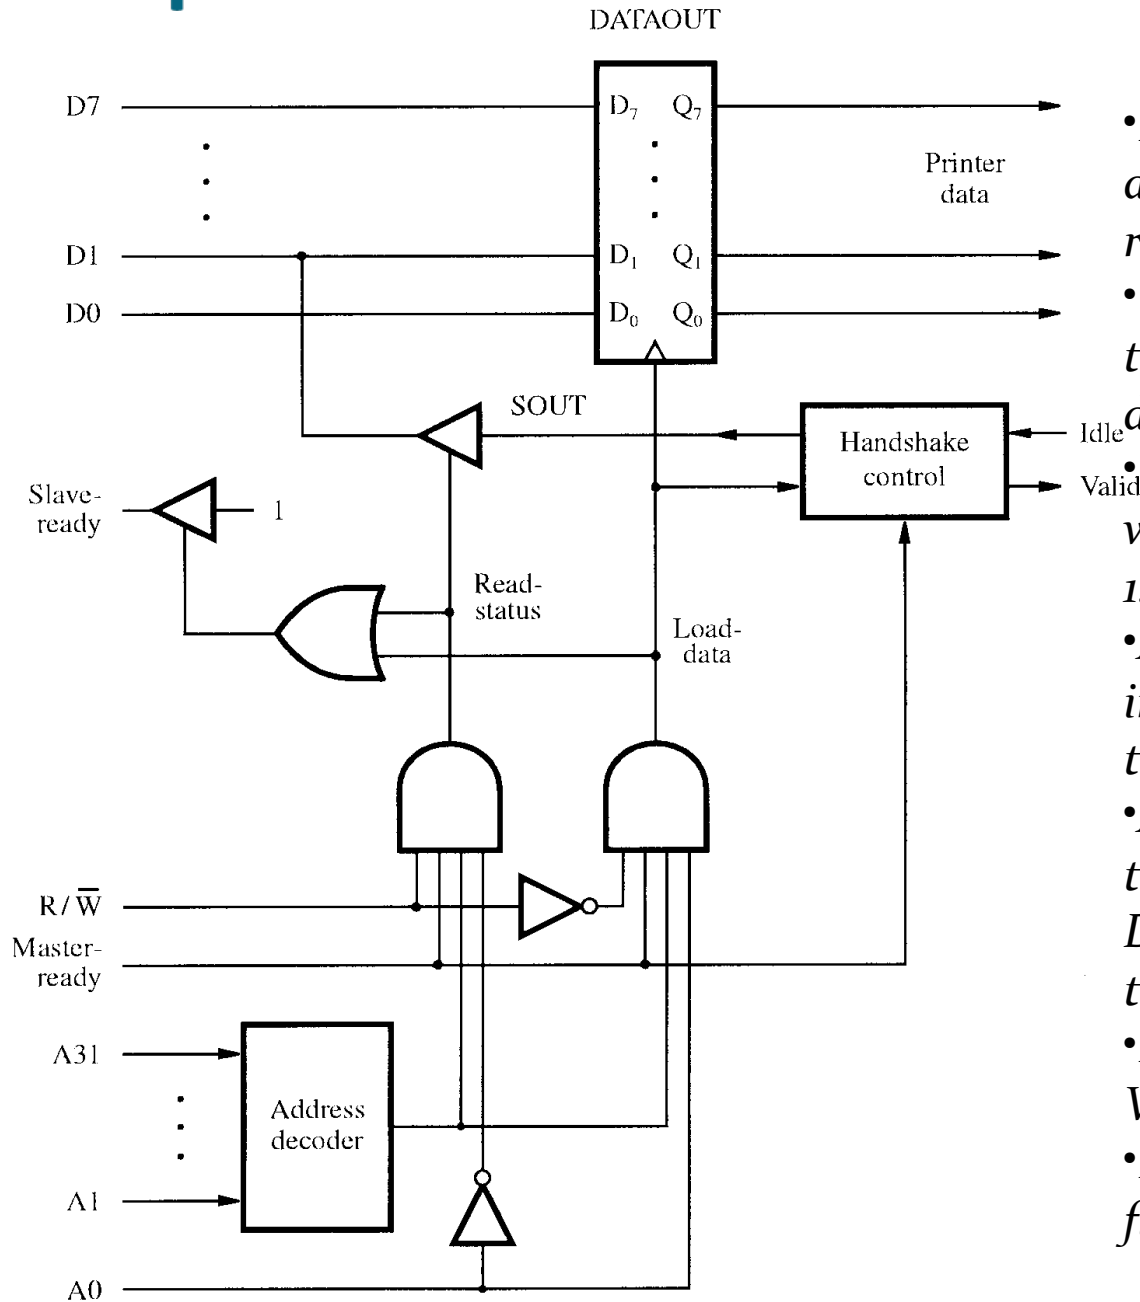 DATAOUT
D7
D₇ Q₇
Printer
data
D1
D₁ Q₁
D0
D₀ Q₀
SOUT
Handshake
control
Idle
Valid
Slave-
ready
1
Read-
status
Load-
data
R/W̅
Master-
ready
A31
Address
decoder
A1
A0